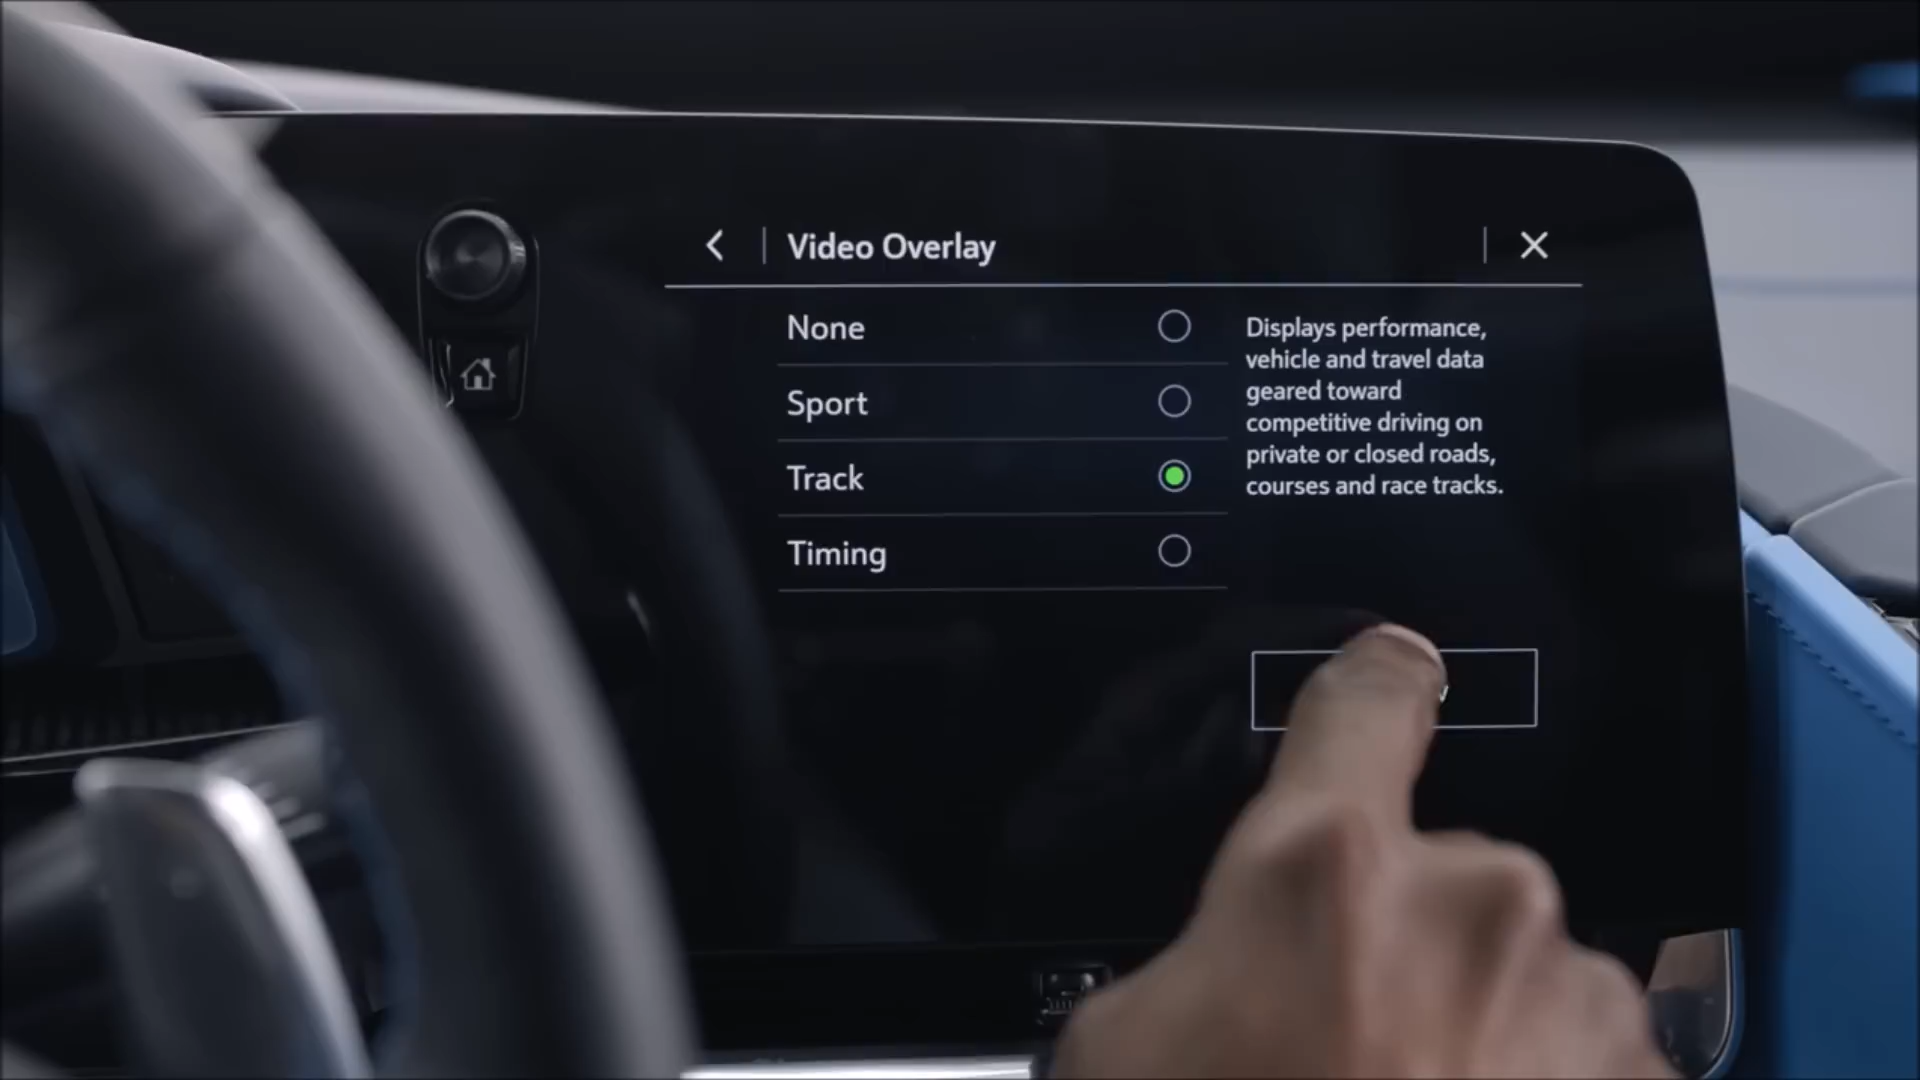 Video Overlay
None
Sport
Track
Timing
Displays performance,
vehicle and travel data
geared toward
competitive driving on
private or closed roads,
courses and race tracks.